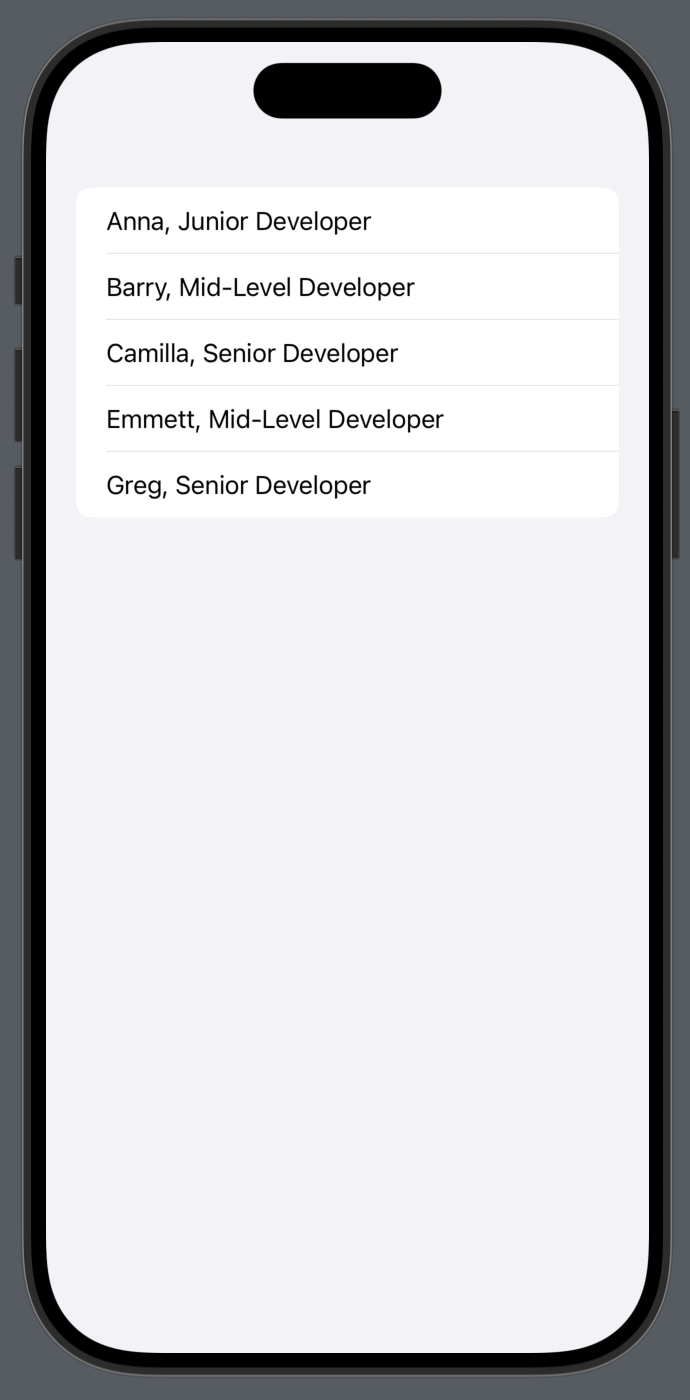 Anna, Junior Developer
Barry, Mid-Level Developer
Camilla, Senior Developer
Emmett, Mid-Level Developer
Greg, Senior Developer